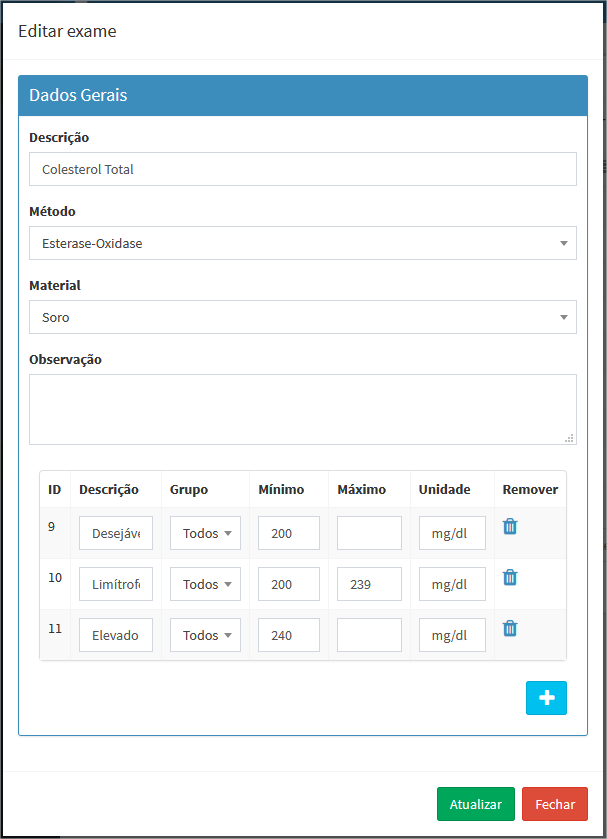 Editar exame
Dados Gerais
Descrição
Colesterol Total
Método
Esterase-Oxidase
Material
Soro
Observação
ID Descrição Grupo Mínimo Máximo Unidade Remover
9 Desejáve Todos 200 mg/dl
10 Limítrofe Todos 200 239 mg/dl
11 Elevado Todos 240 mg/dl
Atualizar Fechar